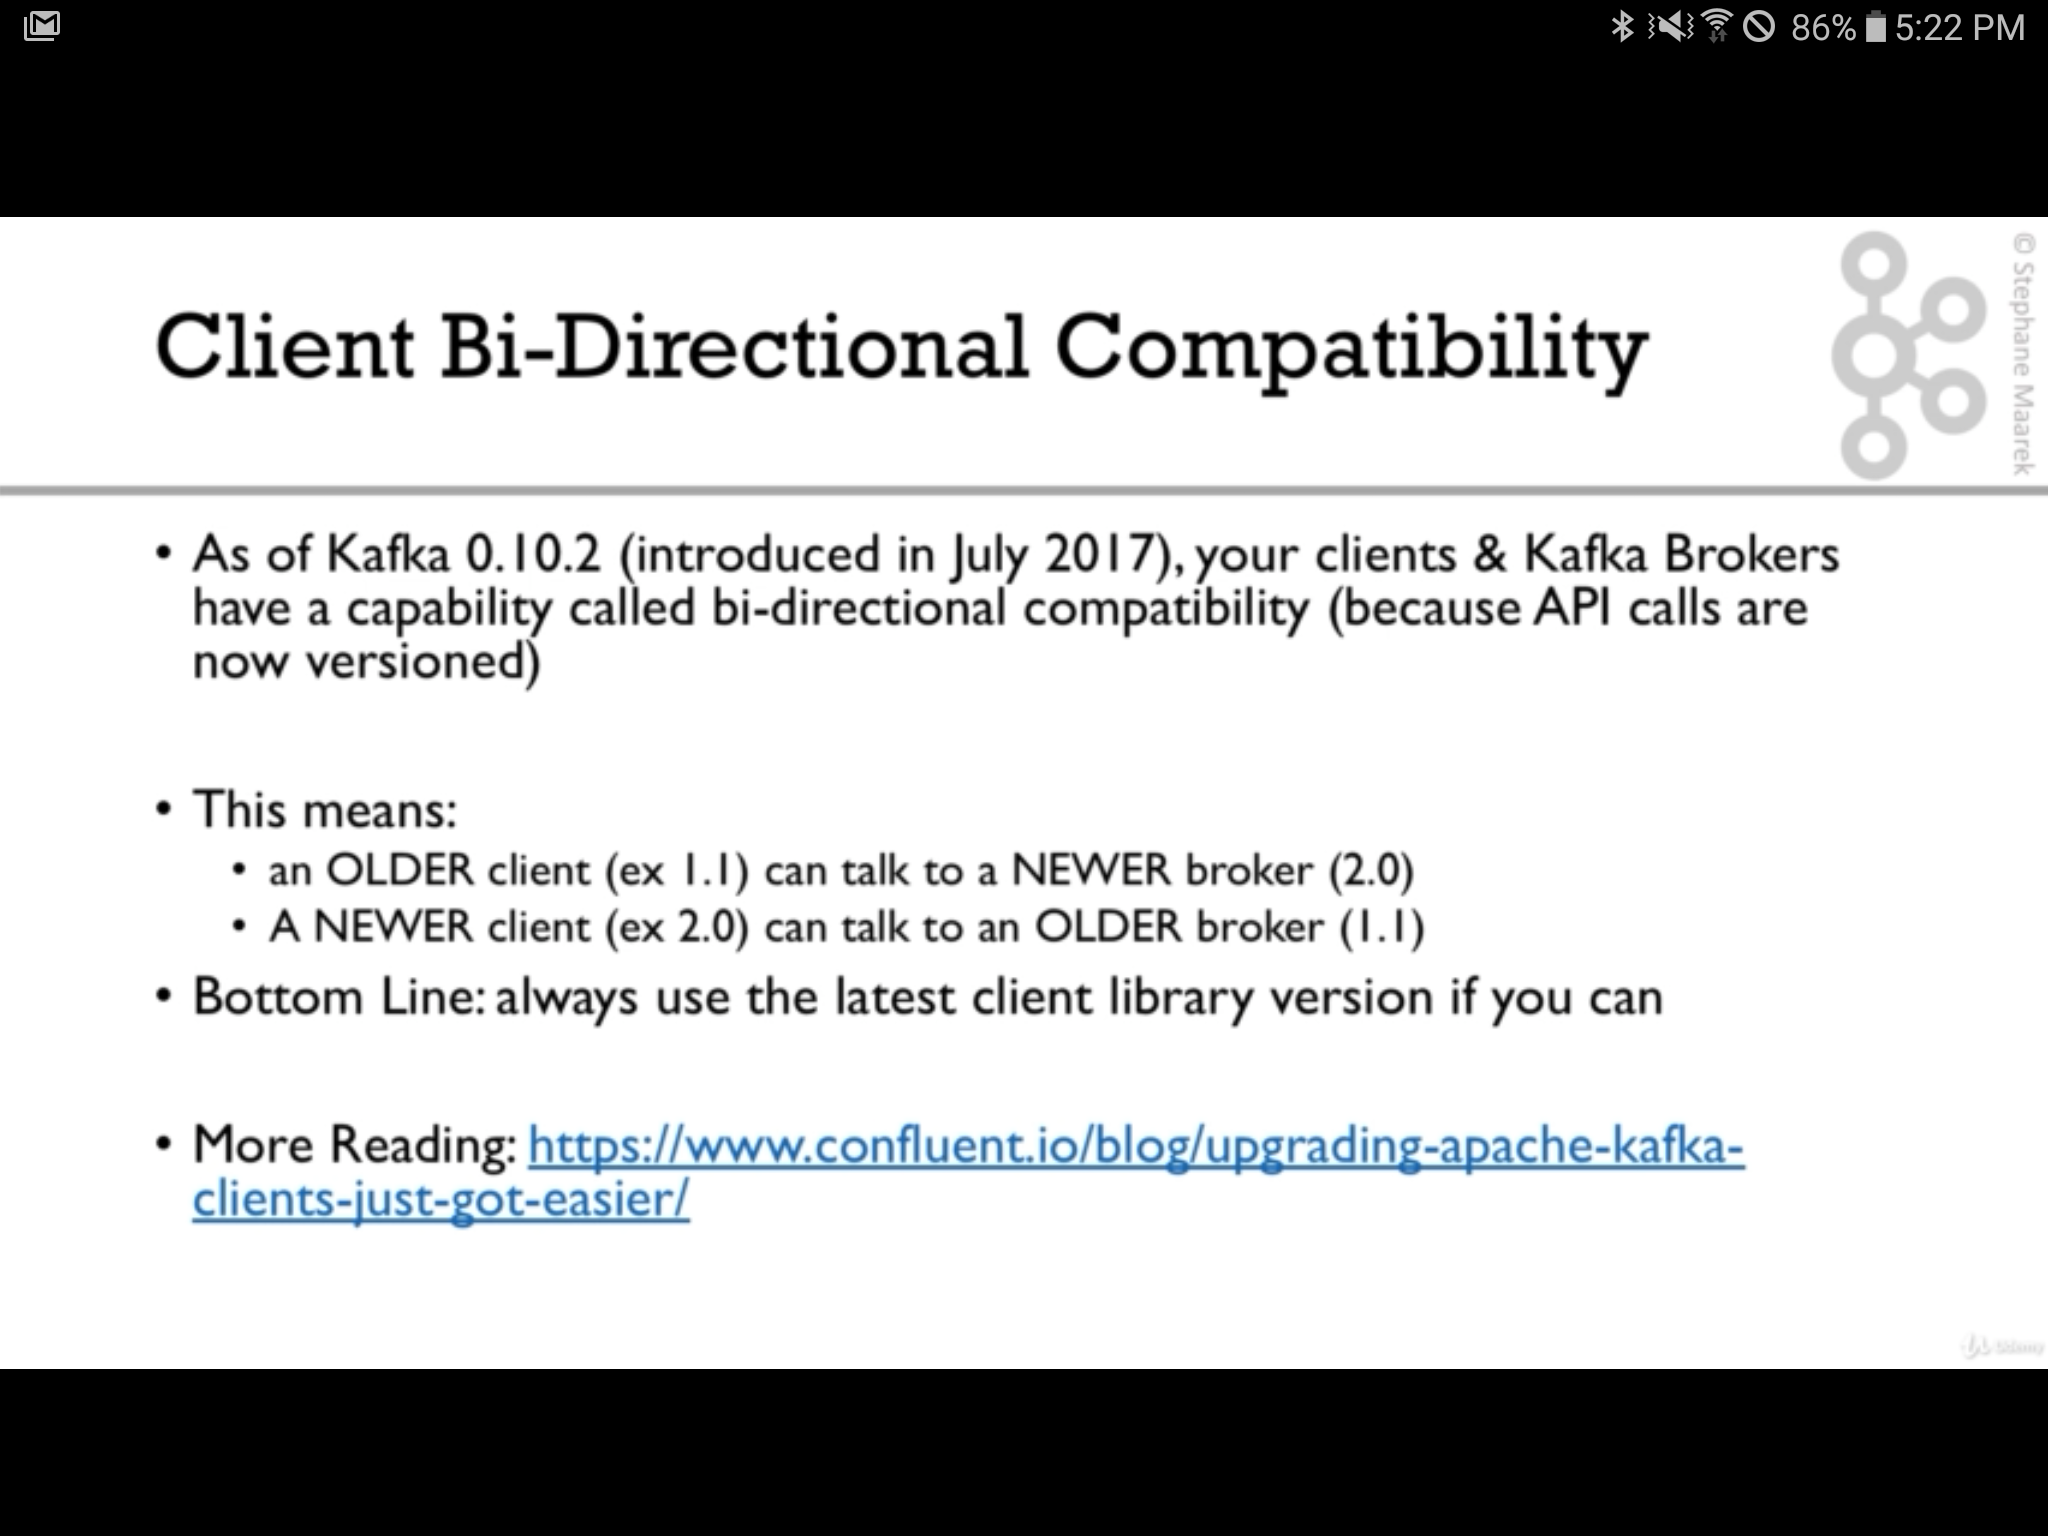 86% 5:22 PM
Client Bi-Directional Compatibility
© Stephane Maarek
• As of Kafka 0.10.2 (introduced in July 2017), your clients & Kafka Brokers
have a capability called bi-directional compatibility (because API calls are
now versioned)
• This means:
• an OLDER client (ex 1.1) can talk to a NEWER broker (2.0)
• A NEWER client (ex 2.0) can talk to an OLDER broker (1.1)
• Bottom Line: always use the latest client library version if you can
• More Reading: https://www.confluent.io/blog/upgrading-apache-kafka-
clients-just-got-easier/
Udemy